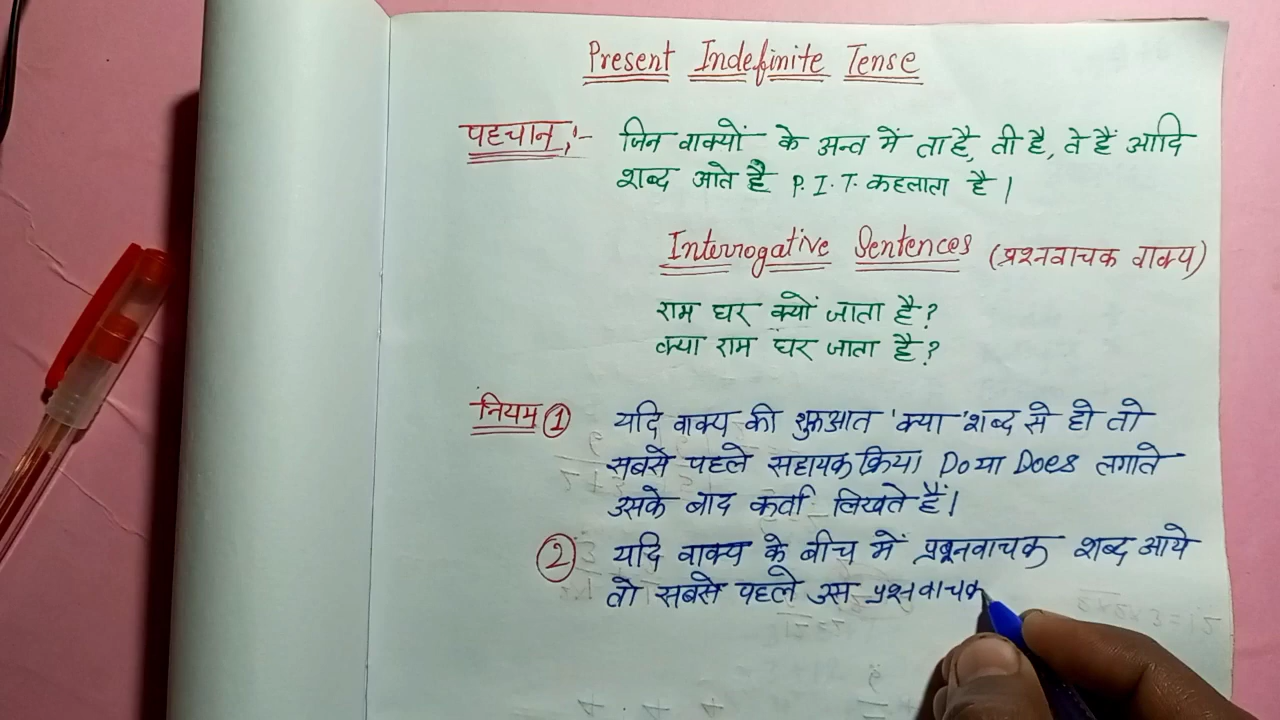 Present Indefinite Tense
पहचान :- जिन वाक्यों के अन्त में ता है, ती है, ते हैं आदि
शब्द आते है P.I.T. कहलाता है।
Interrogative Sentences (प्रश्नवाचक वाक्य)
राम घर क्यों जाता है?
क्या राम घर जाता है?
नियम ① यदि वाक्य की शुरुआत 'क्या' शब्द से हो तो
सबसे पहले सहायक क्रिया Do या Does लगाते
उसके बाद कर्ता लिखते हैं।
② यदि वाक्य के बीच में प्रश्नवाचक शब्द आये
तो सबसे पहले उस प्रश्नवाचक